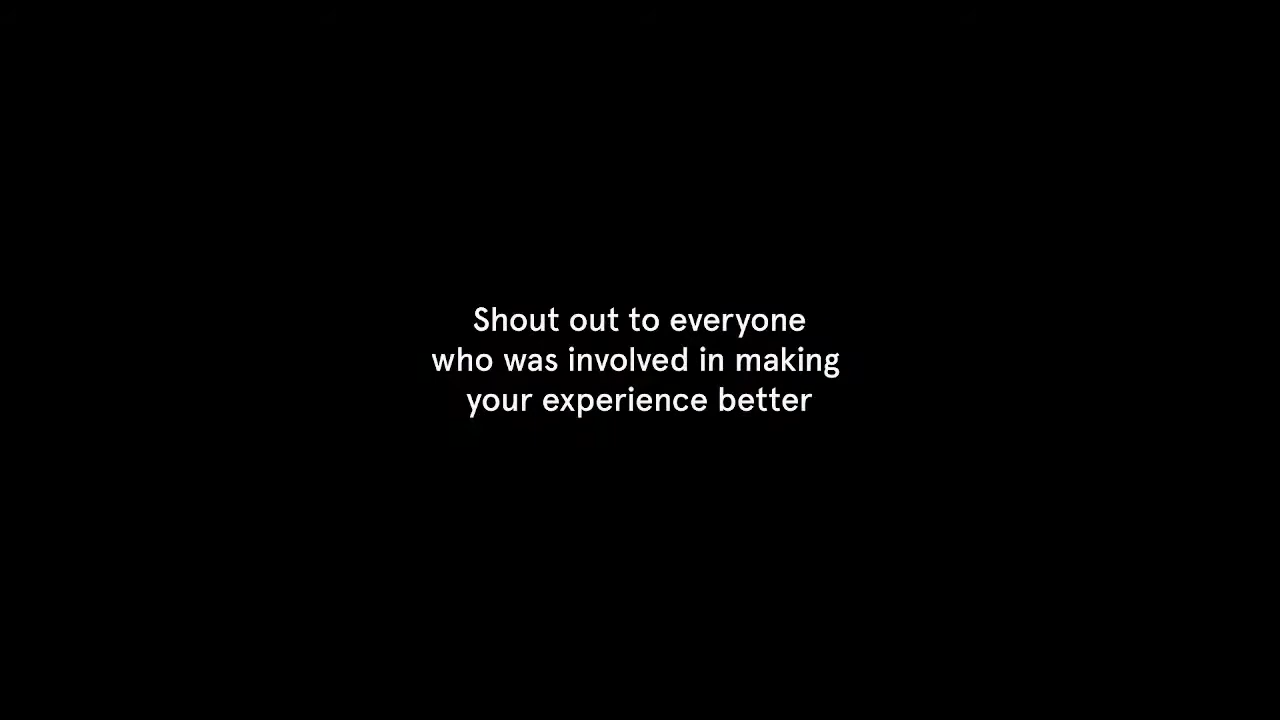 Shout out to everyone
who was involved in making
your experience better